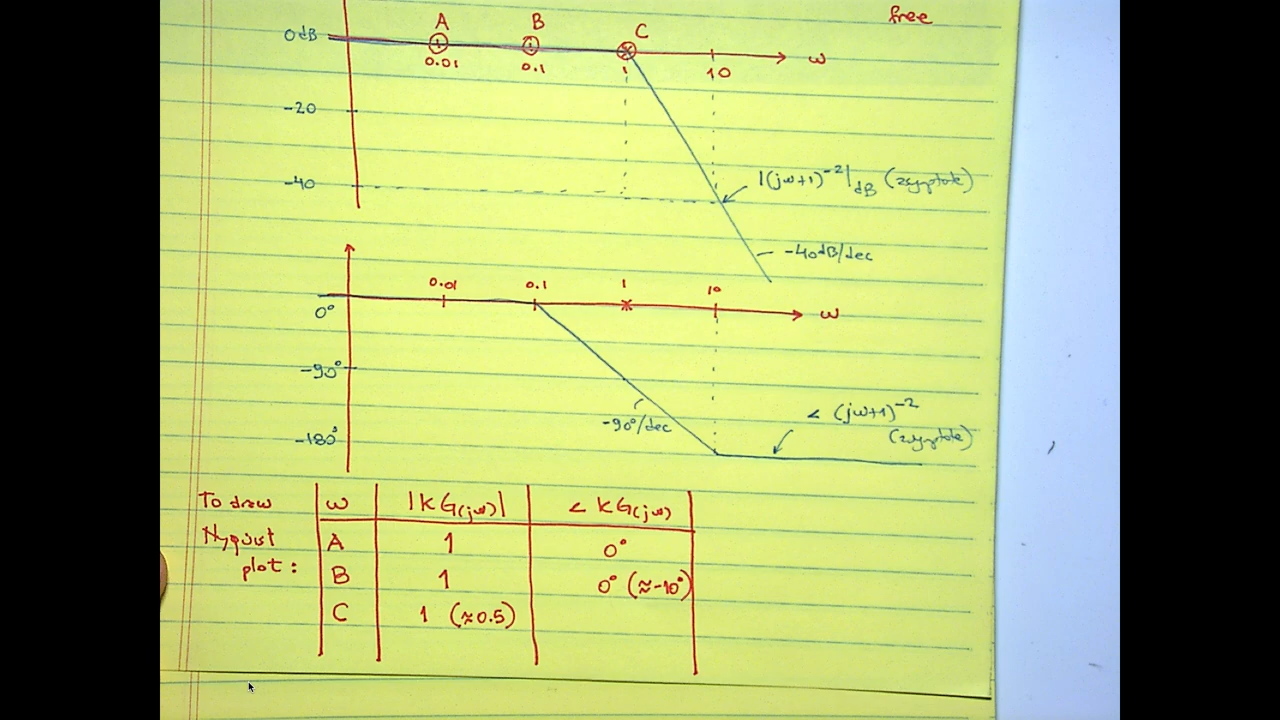 free
A B C
0dB
0.01 0.1 1 10 ω
-20
-40
|(jω+1)⁻²|dB
-40dB/dec
0.01 0.1 1 10
0° ω
-90°
∠ (jω+1)⁻²
-90°/dec
-180°
To draw Nyquist plot:
ω |KG(jω)| ∠ KG(jω)
A 1 0°
B 1 0° (≈-10°)
C 1 (≈0.5)